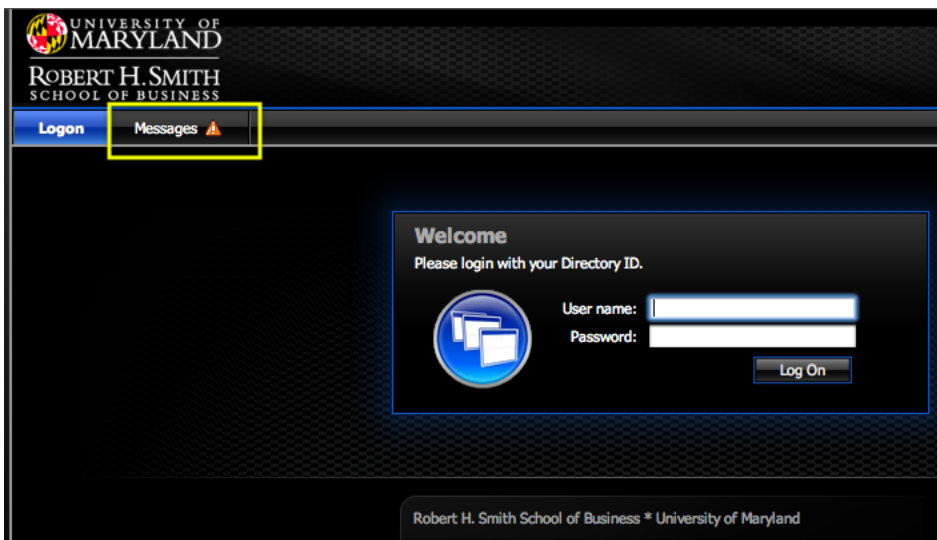 UNIVERSITY OF
MARYLAND
ROBERT H. SMITH
SCHOOL OF BUSINESS
Logon Messages
Welcome
Please login with your Directory ID.
User name:
Password:
Log On
Robert H. Smith School of Business * University of Maryland